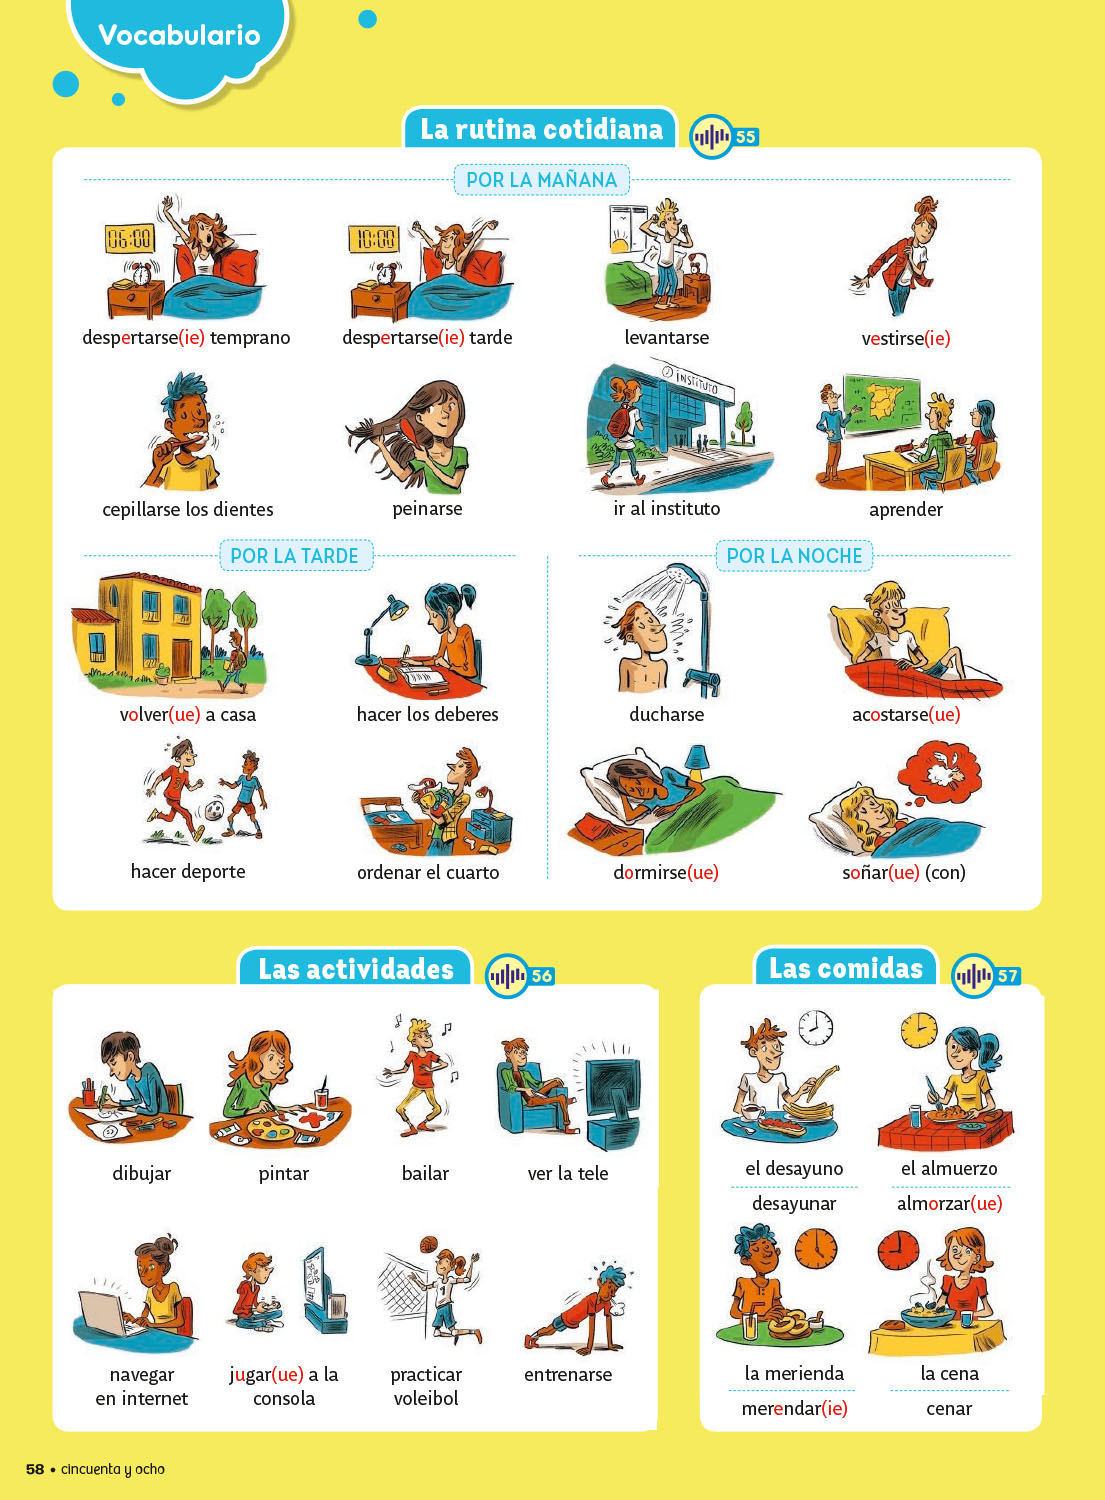 Vocabulario
La rutina cotidiana
55
POR LA MAÑANA
06:00
10:00
despertarse(ie) temprano
despertarse(ie) tarde
levantarse
vestirse(ie)
INSTITUTO
cepillarse los dientes
peinarse
ir al instituto
aprender
POR LA TARDE
POR LA NOCHE
volver(ue) a casa
hacer los deberes
ducharse
acostarse(ue)
hacer deporte
ordenar el cuarto
dormirse(ue)
soñar(ue) (con)
Las actividades
56
dibujar
pintar
bailar
ver la tele
navegar
en internet
jugar(ue) a la
consola
practicar
voleibol
entrenarse
Las comidas
57
el desayuno
el almuerzo
desayunar
almorzar(ue)
la merienda
la cena
merendar(ie)
cenar
58 • cincuenta y ocho